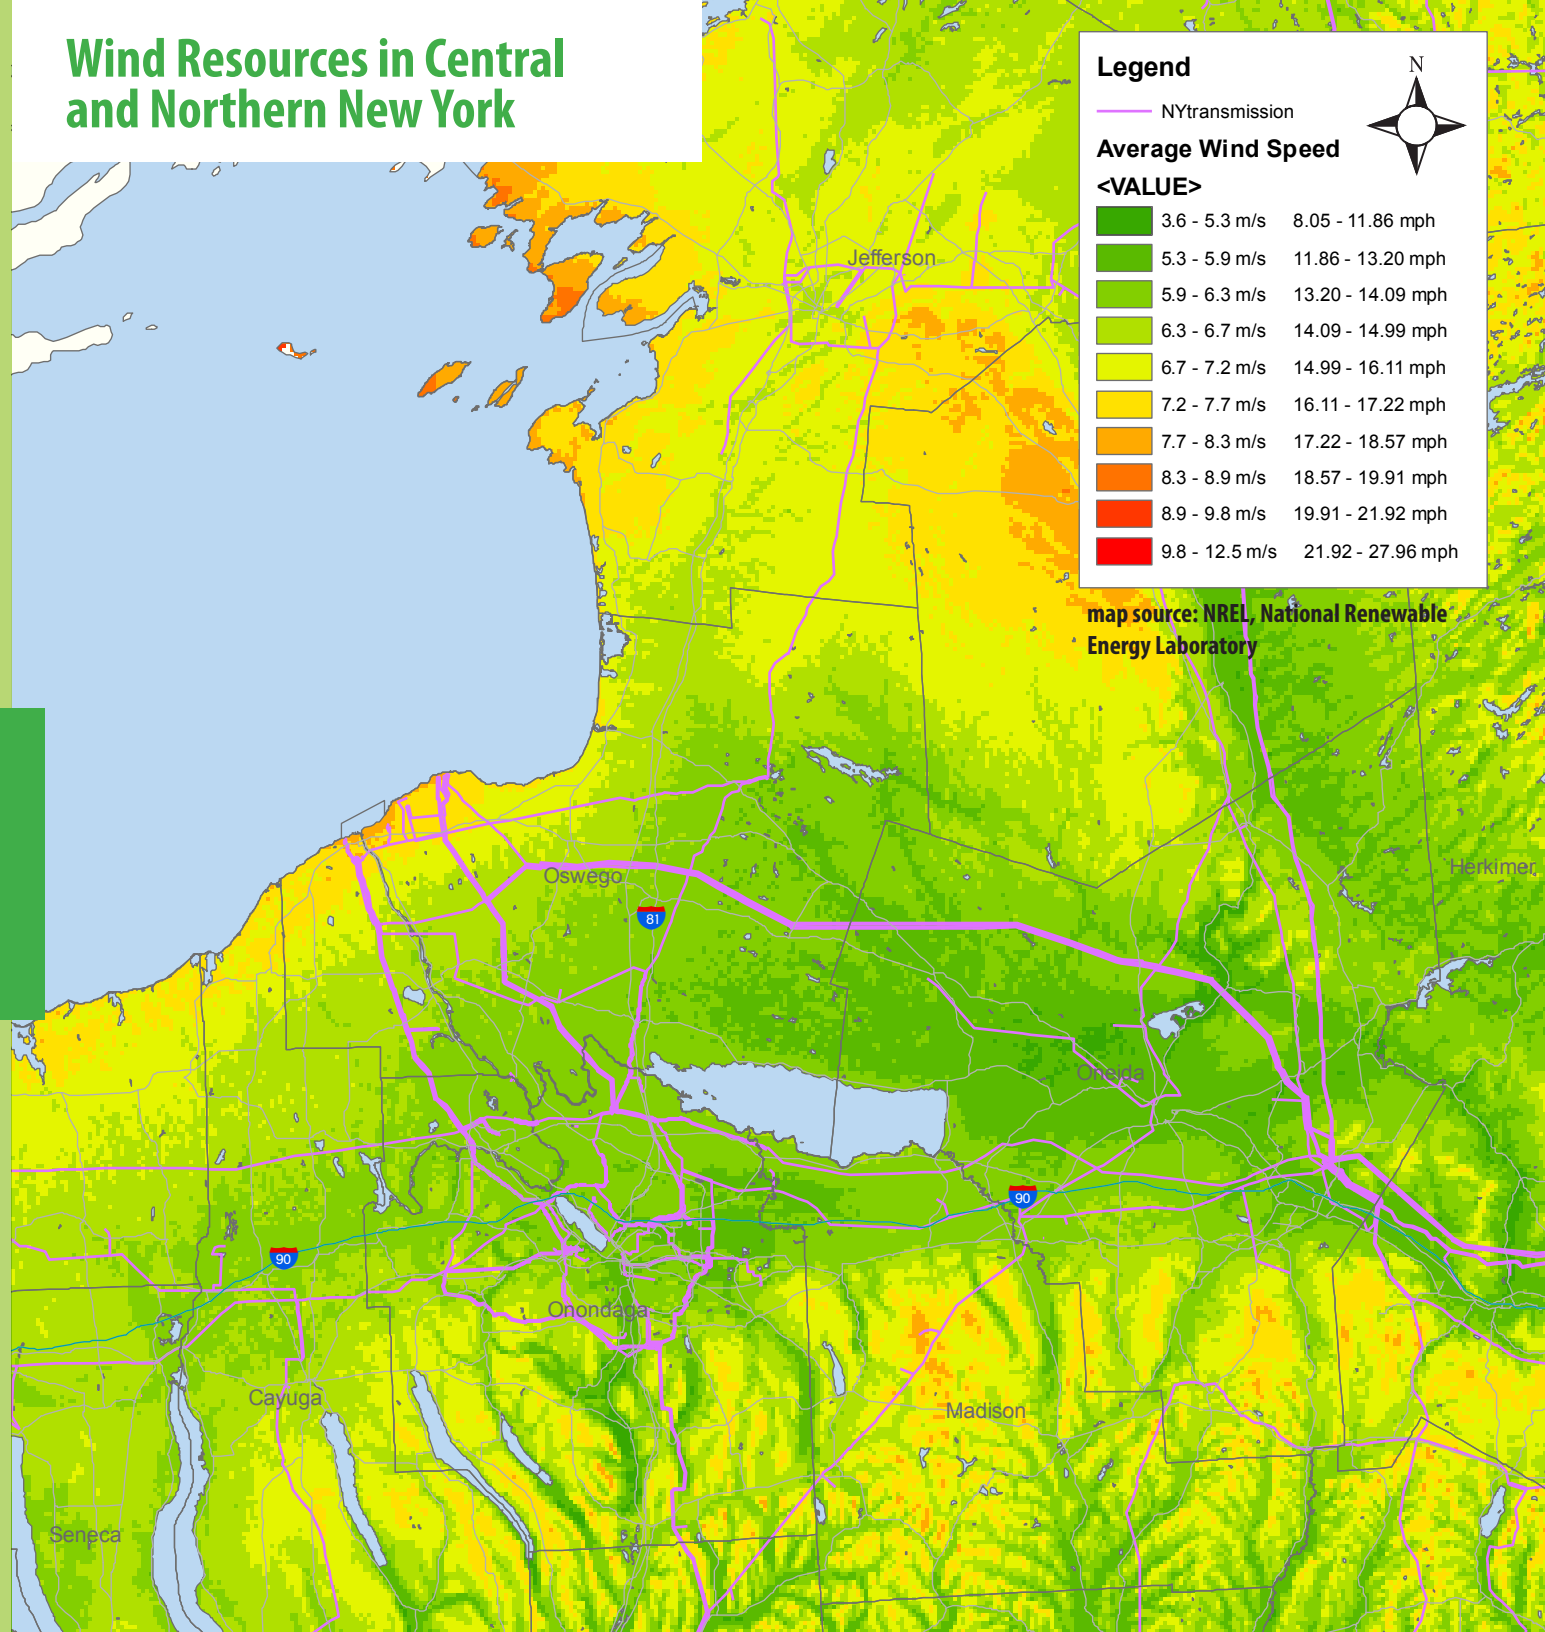 Wind Resources in Central
and Northern New York
Legend
N
NYtransmission
Average Wind Speed
<VALUE>
3.6 - 5.3 m/s 8.05 - 11.86 mph
5.3 - 5.9 m/s 11.86 - 13.20 mph
5.9 - 6.3 m/s 13.20 - 14.09 mph
6.3 - 6.7 m/s 14.09 - 14.99 mph
6.7 - 7.2 m/s 14.99 - 16.11 mph
7.2 - 7.7 m/s 16.11 - 17.22 mph
7.7 - 8.3 m/s 17.22 - 18.57 mph
8.3 - 8.9 m/s 18.57 - 19.91 mph
8.9 - 9.8 m/s 19.91 - 21.92 mph
9.8 - 12.5 m/s 21.92 - 27.96 mph
map source: NREL, National Renewable
Energy Laboratory
Jefferson
Herkimer
Oswego
81
Oneida
90
90
Onondaga
Cayuga
Madison
Seneca